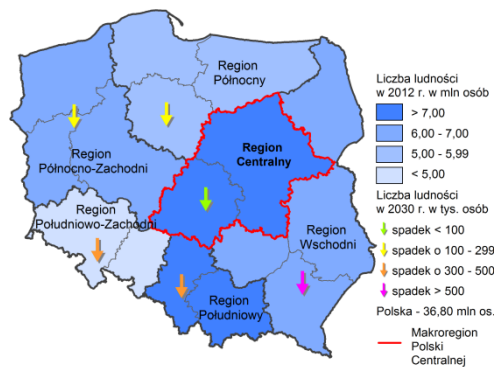 Region
Północny
Region
Północno-Zachodni
Region
Centralny
Region
Południowo-Zachodni
Region
Wschodni
Region
Południowy
Liczba ludności
w 2012 r. w mln osób
> 7,00
6,00 - 7,00
5,00 - 5,99
< 5,00
Liczba ludności
w 2030 r. w tys. osób
spadek < 100
spadek o 100 - 299
spadek o 300 - 500
spadek > 500
Polska - 36,80 mln os.
Makroregion
Polski
Centralnej